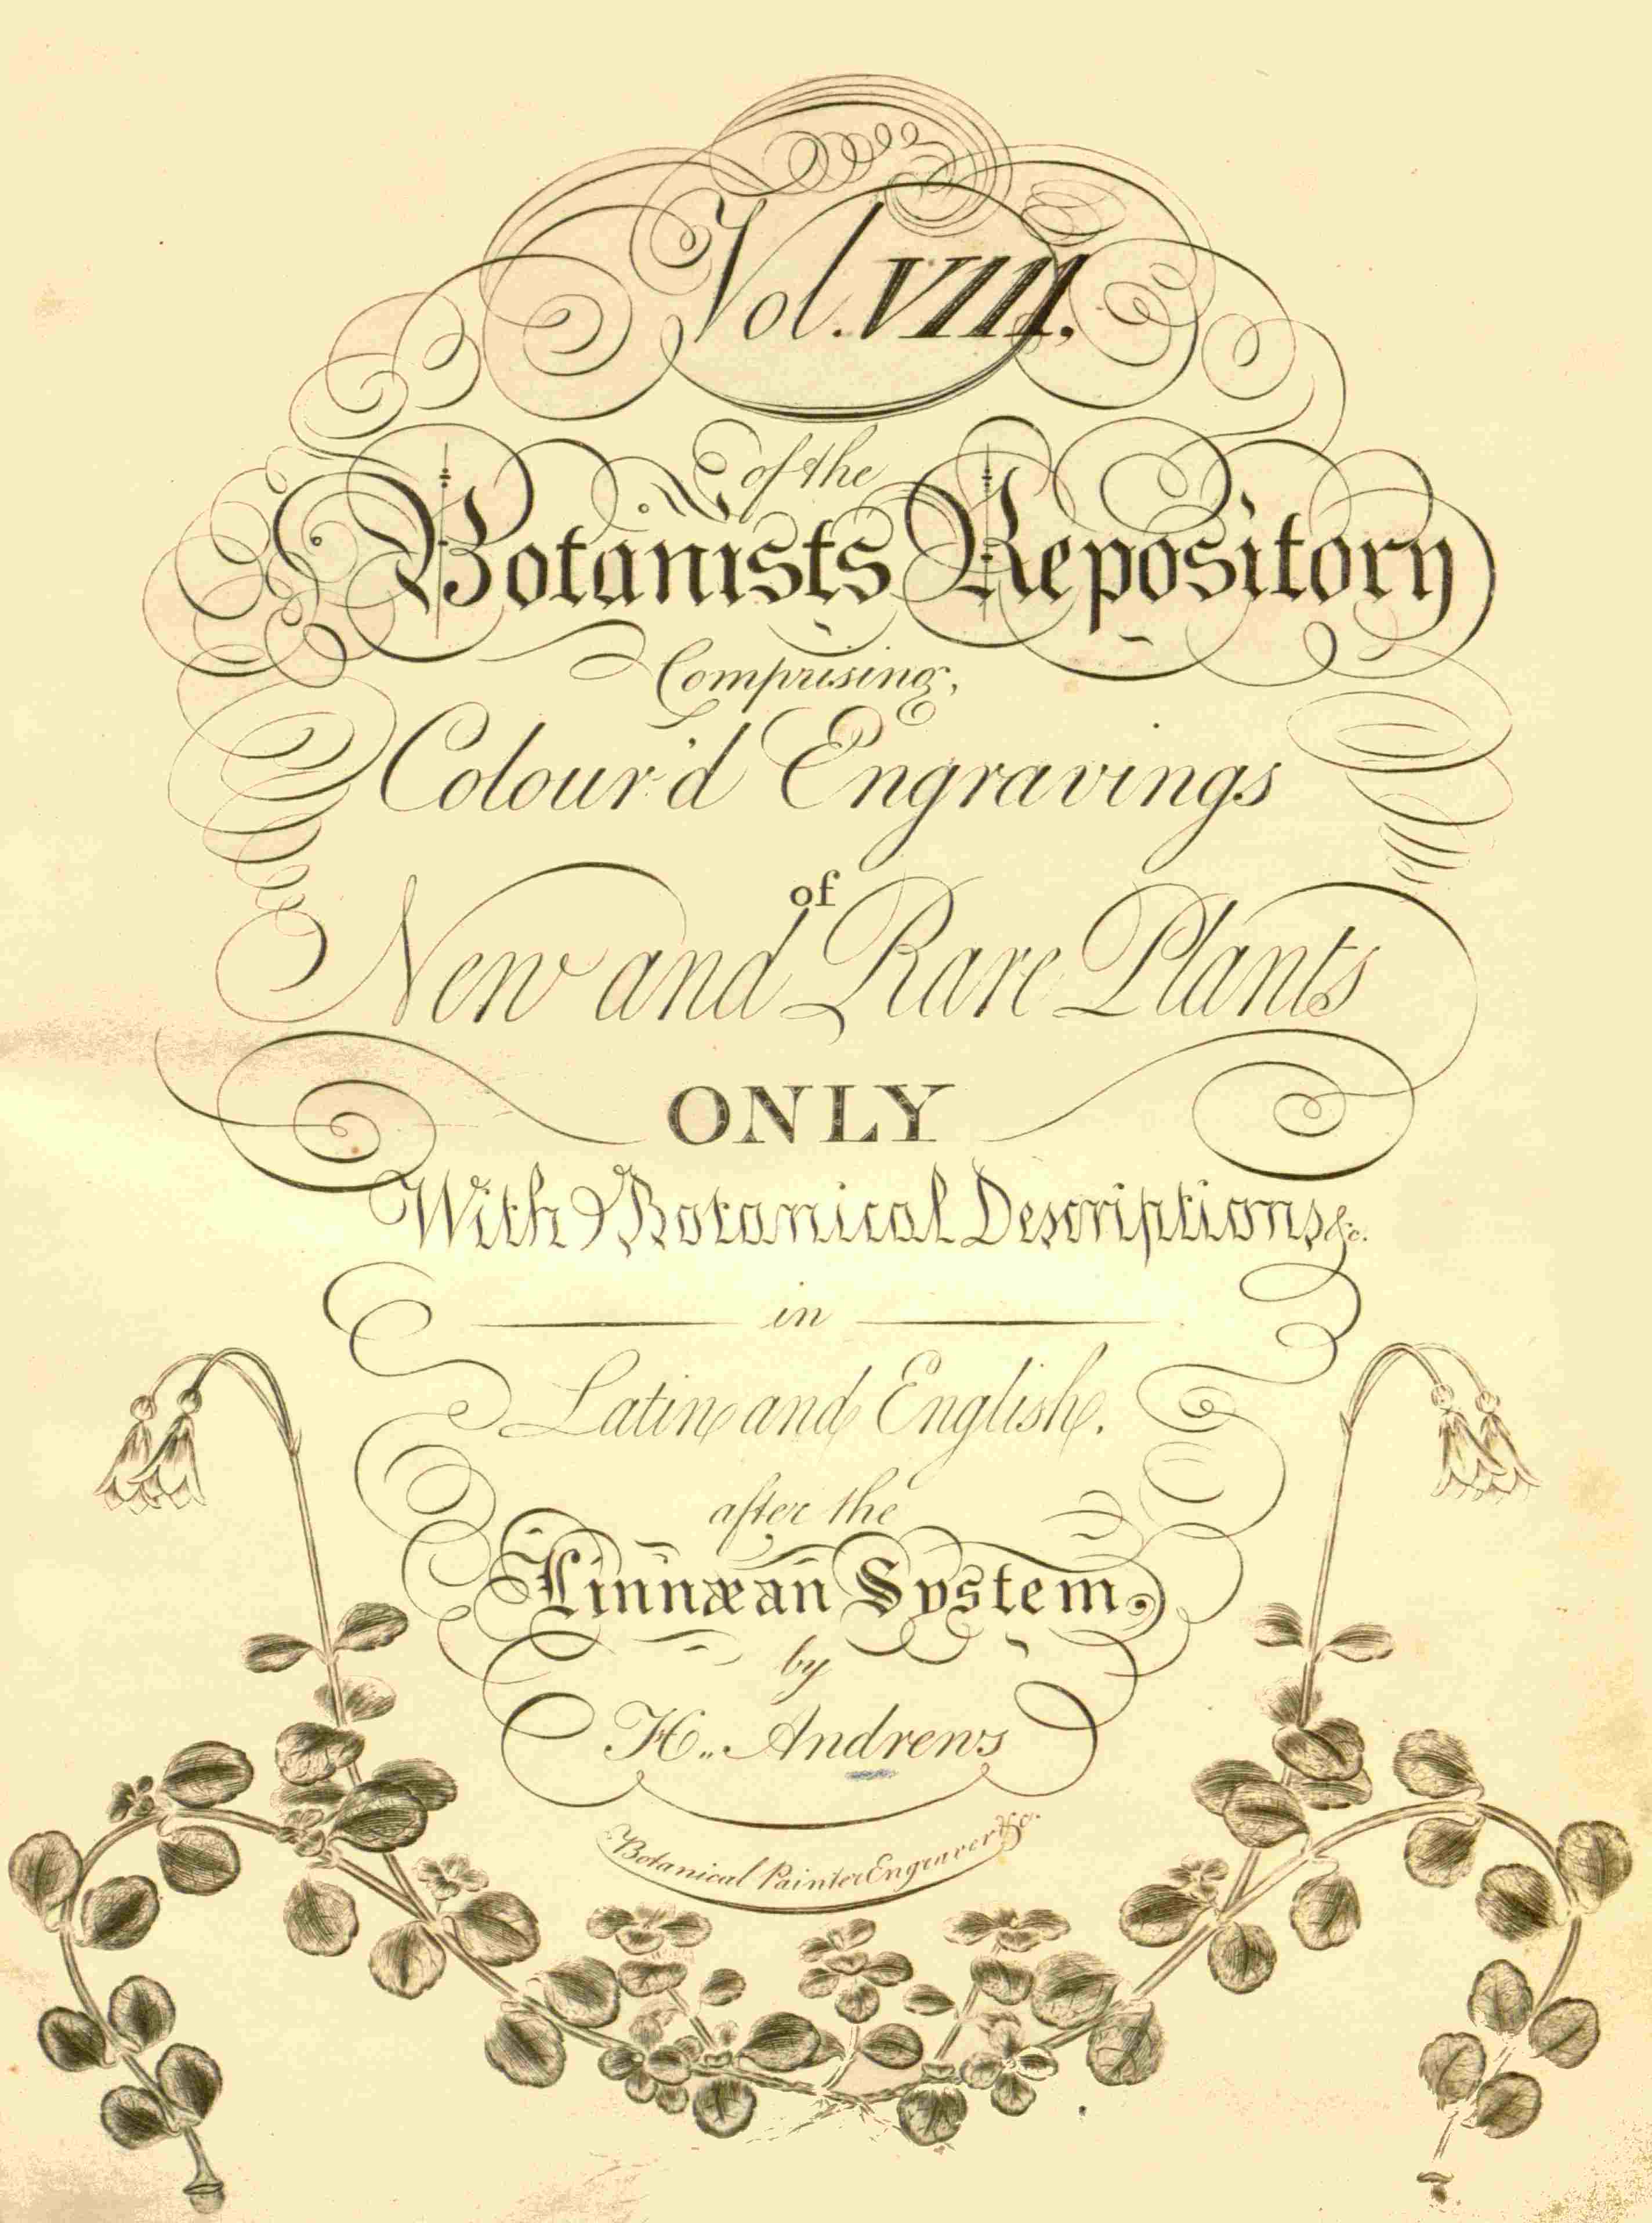 Vol. VIII.
of the
Botanists Repository
Comprising,
Colour'd Engravings
of
New and Rare Plants
ONLY
With Botanical Descriptions &c.
in
Latin and English,
after the
Linnæan System,
by
H. Andrews
Botanical Painter Engraver &c.